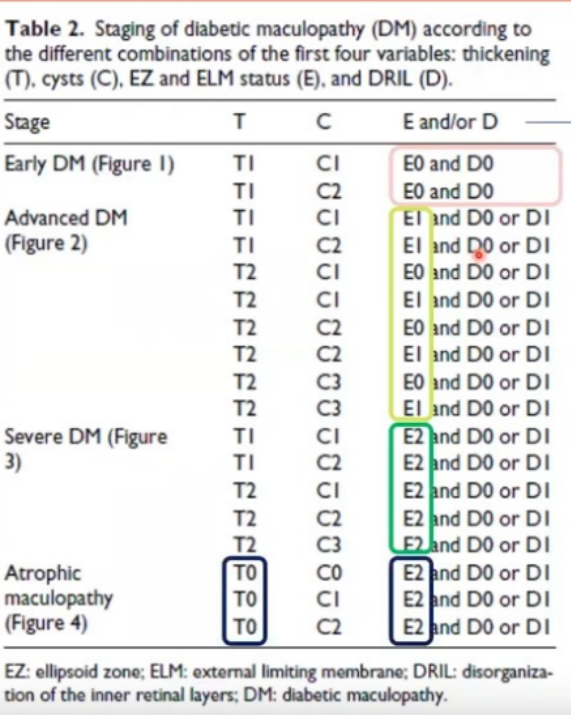 Table 2. Staging of diabetic maculopathy (DM) according to
the different combinations of the first four variables: thickening
(T), cysts (C), EZ and ELM status (E), and DRIL (D).
Stage T C E and/or D
Early DM (Figure 1) T1 C1 E0 and D0
T1 C2 E0 and D0
Advanced DM T1 C1 E1 and D0 or D1
(Figure 2) T1 C2 E1 and D0 or D1
T2 C1 E0 and D0 or D1
T2 C1 E1 and D0 or D1
T2 C2 E0 and D0 or D1
T2 C2 E1 and D0 or D1
T2 C3 E0 and D0 or D1
T2 C3 E1 and D0 or D1
Severe DM (Figure T1 C1 E2 and D0 or D1
3) T1 C2 E2 and D0 or D1
T2 C1 E2 and D0 or D1
T2 C2 E2 and D0 or D1
T2 C3 E2 and D0 or D1
Atrophic T0 C0 E2 and D0 or D1
maculopathy T0 C1 E2 and D0 or D1
(Figure 4) T0 C2 E2 and D0 or D1
EZ: ellipsoid zone; ELM: external limiting membrane; DRIL: disorganiza-
tion of the inner retinal layers; DM: diabetic maculopathy.